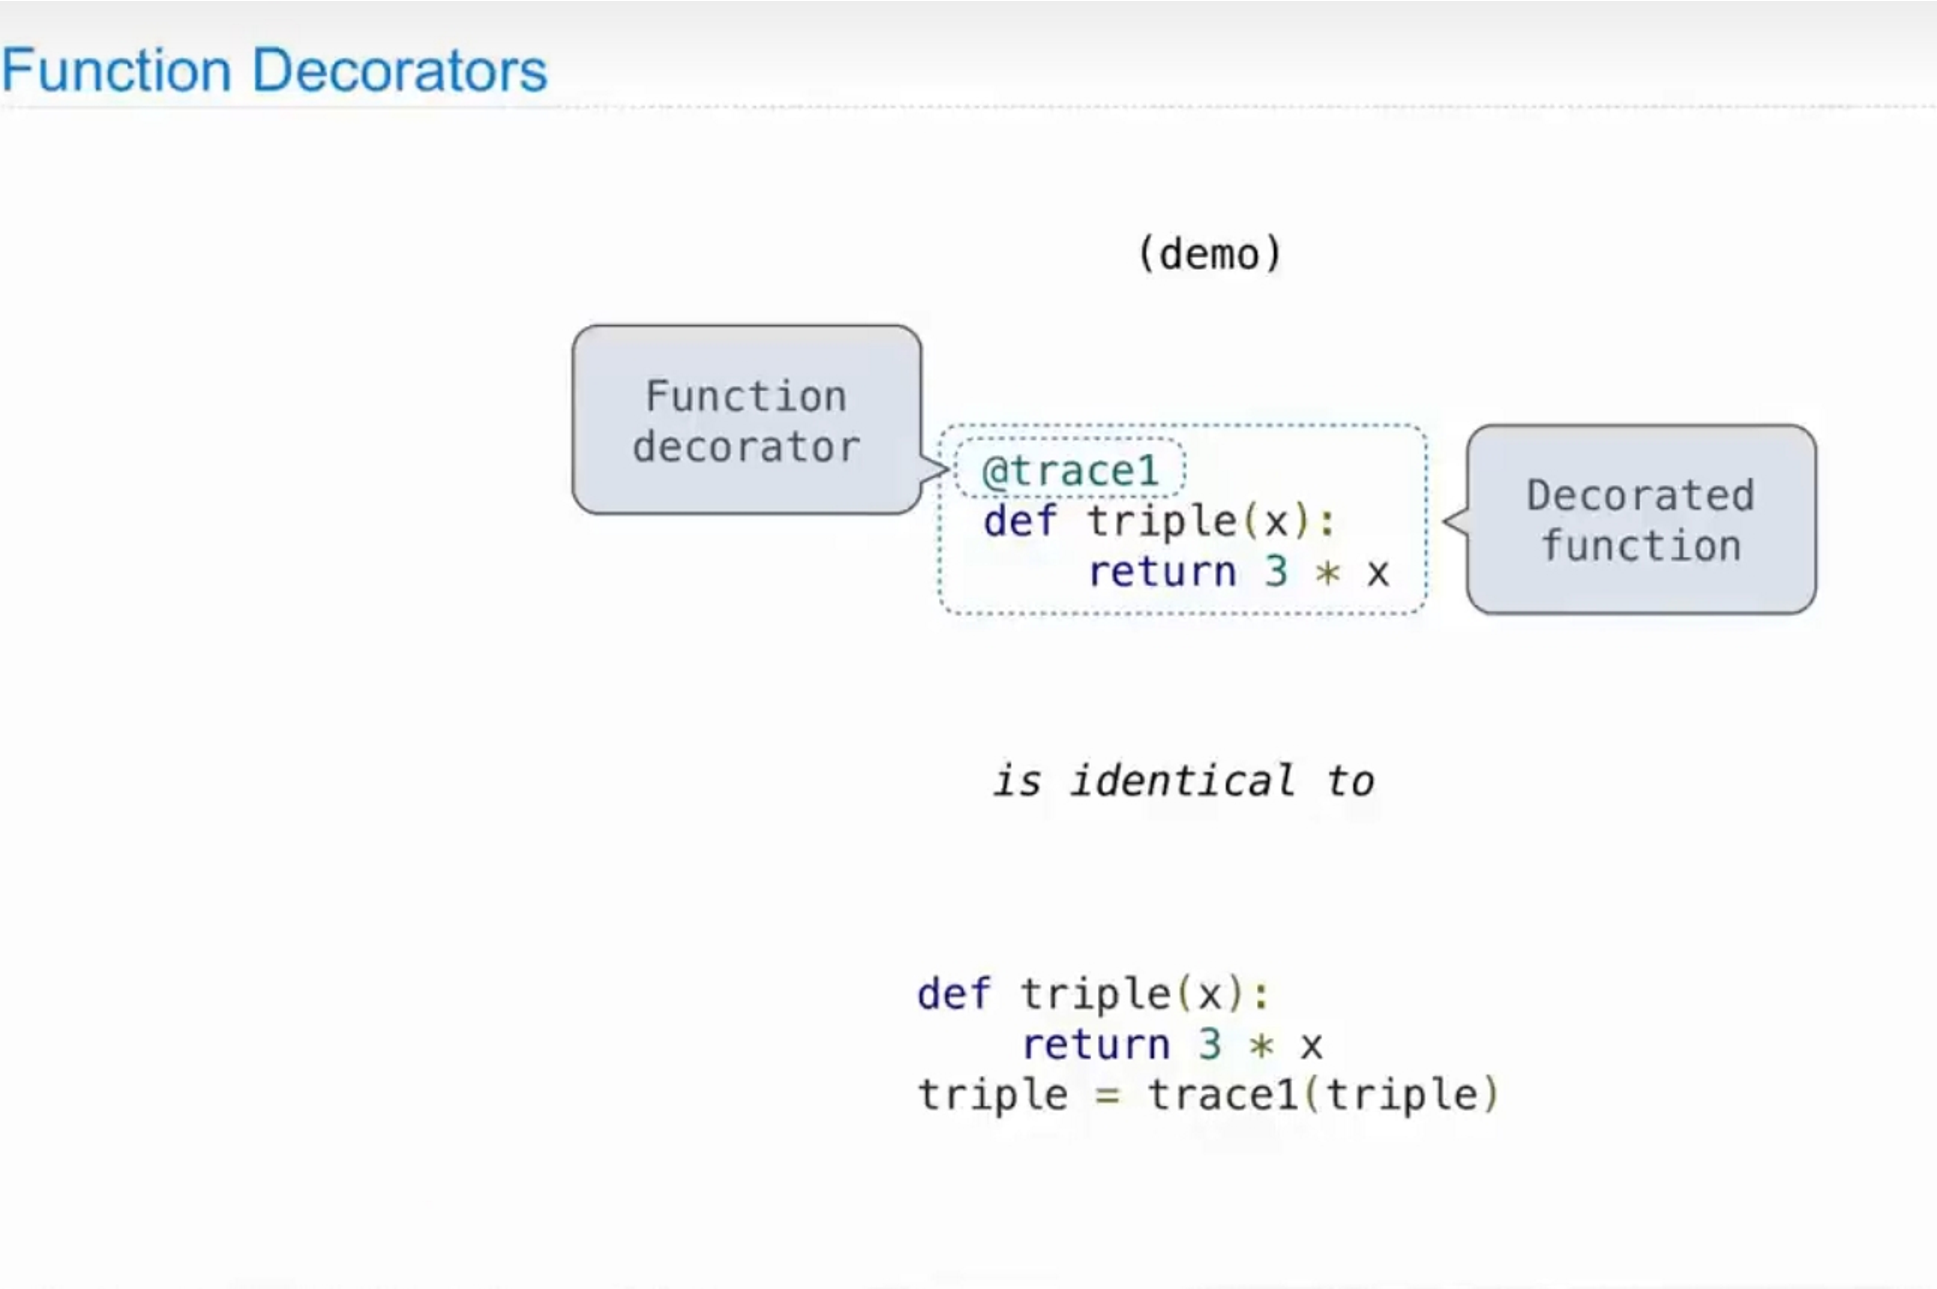 Function Decorators
(demo)
Function
decorator
@trace1
def triple(x):
    return 3 * x
Decorated
function
is identical to
def triple(x):
    return 3 * x
triple = trace1(triple)